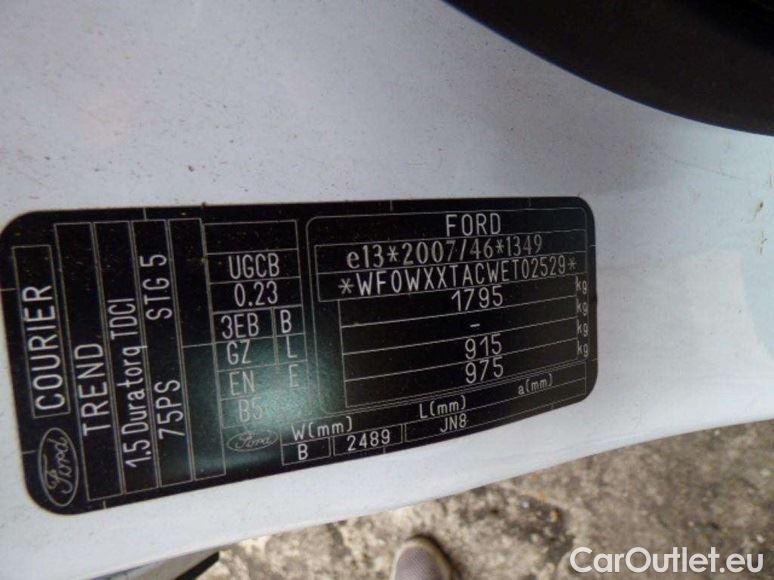 FORD
e13*2007/46*1349
*WF0WXXTACWET02529*
1795 kg
- kg
915 kg
975 kg
a(mm)
L(mm)
W(mm)
B 2489 JN8
UGCB
0.23
3EB B
GZ L
EN E
B5
Ford
Ford COURIER
TREND
1.5 Duratorq TDCI
75PS STG 5
CarOutlet.eu